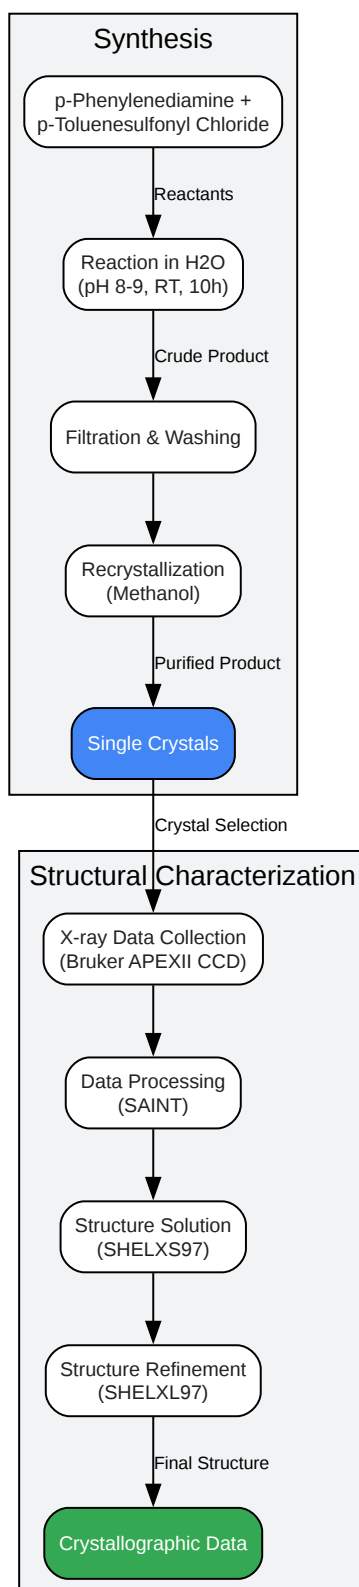 Synthesis
p-Phenylenediamine +
p-Toluenesulfonyl Chloride
Reactants
Reaction in H2O
(pH 8-9, RT, 10h)
Crude Product
Filtration & Washing
Recrystallization
(Methanol)
Purified Product
Single Crystals
Crystal Selection
Structural Characterization
X-ray Data Collection
(Bruker APEXII CCD)
Data Processing
(SAINT)
Structure Solution
(SHELXS97)
Structure Refinement
(SHELXL97)
Final Structure
Crystallographic Data